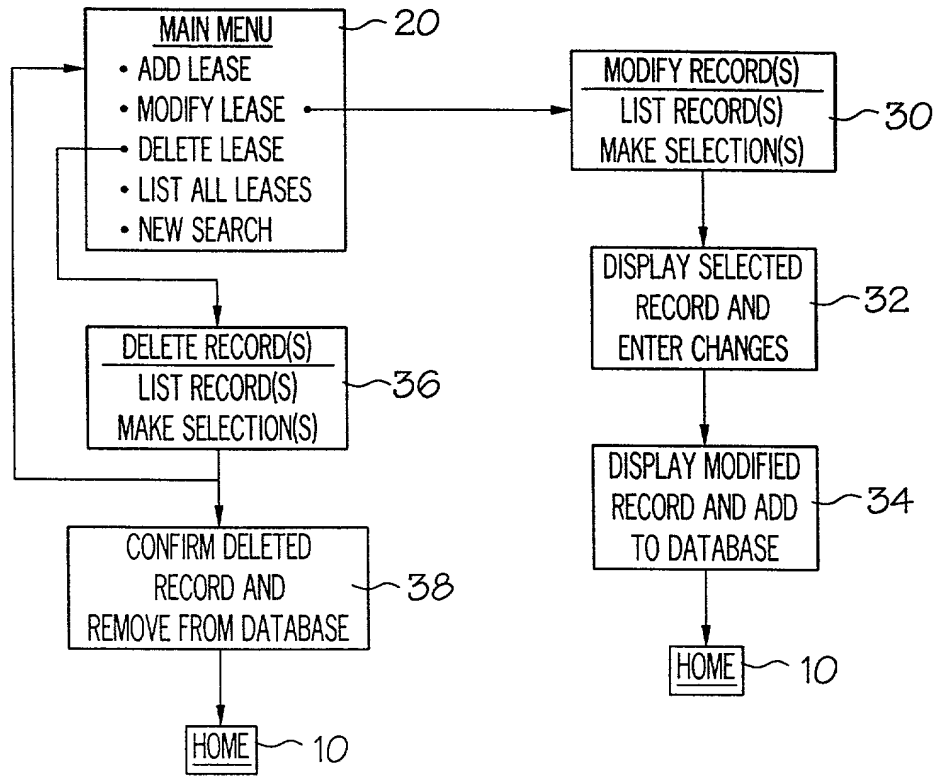 MAIN MENU
• ADD LEASE
• MODIFY LEASE
• DELETE LEASE
• LIST ALL LEASES
• NEW SEARCH
20
MODIFY RECORD(S)
LIST RECORD(S)
MAKE SELECTION(S)
30
DISPLAY SELECTED
RECORD AND
ENTER CHANGES
32
DELETE RECORD(S)
LIST RECORD(S)
MAKE SELECTION(S)
36
DISPLAY MODIFIED
RECORD AND ADD
TO DATABASE
34
CONFIRM DELETED
RECORD AND
REMOVE FROM DATABASE
38
HOME
10
HOME
10